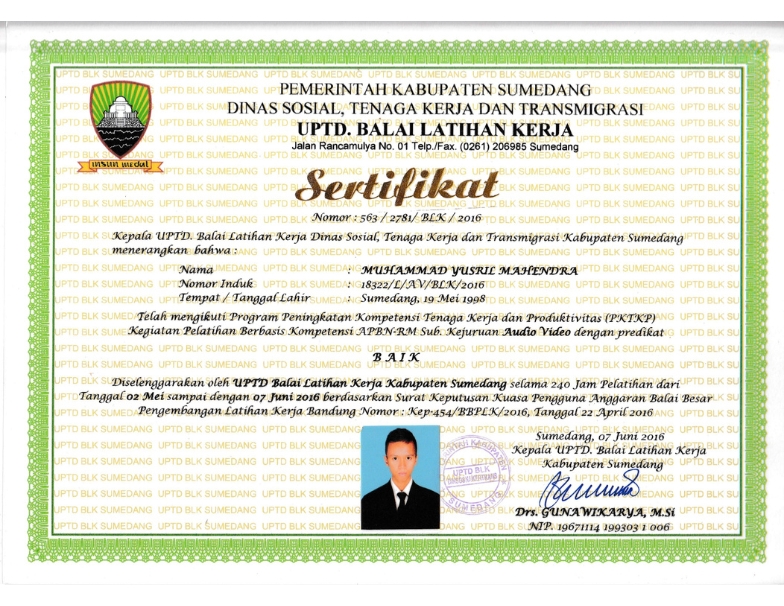 PEMERINTAH KABUPATEN SUMEDANG
DINAS SOSIAL, TENAGA KERJA DAN TRANSMIGRASI
UPTD. BALAI LATIHAN KERJA
Jalan Rancamulya No. 01 Telp./Fax. (0261) 206985 Sumedang
insun medal
Sertifikat
Nomor : 563 / 2781/ BLK / 2016
Kepala UPTD. Balai Latihan Kerja Dinas Sosial, Tenaga Kerja dan Transmigrasi Kabupaten Sumedang
menerangkan bahwa :
Nama : MUHAMMAD YUSRIL MAHENDRA
Nomor Induk : 18322/L/AV/BLK/2016
Tempat / Tanggal Lahir : Sumedang, 19 Mei 1998
Telah mengikuti Program Peningkatan Kompetensi Tenaga Kerja dan Produktivitas (PKTKP)
Kegiatan Pelatihan Berbasis Kompetensi APBN-RM Sub. Kejuruan Audio Video dengan predikat
B A I K
Diselenggarakan oleh UPTD Balai Latihan Kerja Kabupaten Sumedang selama 240 Jam Pelatihan dari
Tanggal 02 Mei sampai dengan 07 Juni 2016 berdasarkan Surat Keputusan Kuasa Pengguna Anggaran Balai Besar
Pengembangan Latihan Kerja Bandung Nomor : Kep.454/BBPLK/2016, Tanggal 22 April 2016
Sumedang, 07 Juni 2016
Kepala UPTD. Balai Latihan Kerja
Kabupaten Sumedang
UPTD BLK
SUMEDANG
Drs. GUNAWIKARYA, M.Si
NIP. 19671114 199303 1 006